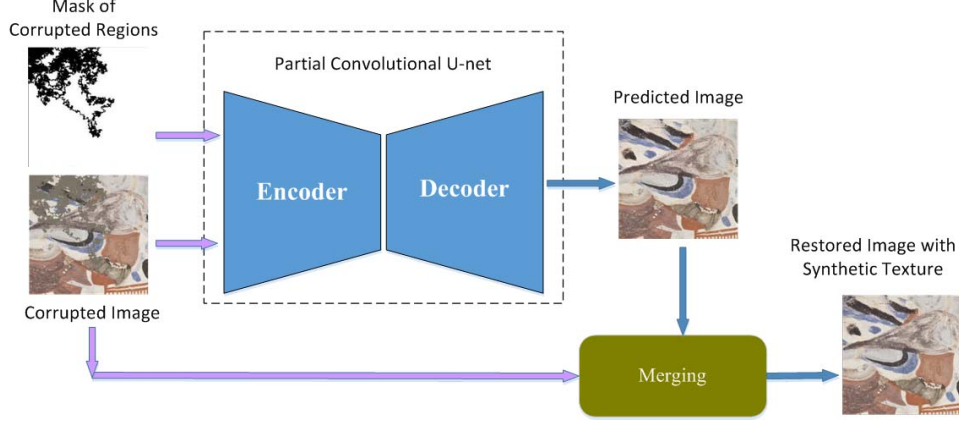 Mask of
Corrupted Regions
Partial Convolutional U-net
Predicted Image
Encoder
Decoder
Restored Image with
Synthetic Texture
Corrupted Image
Merging